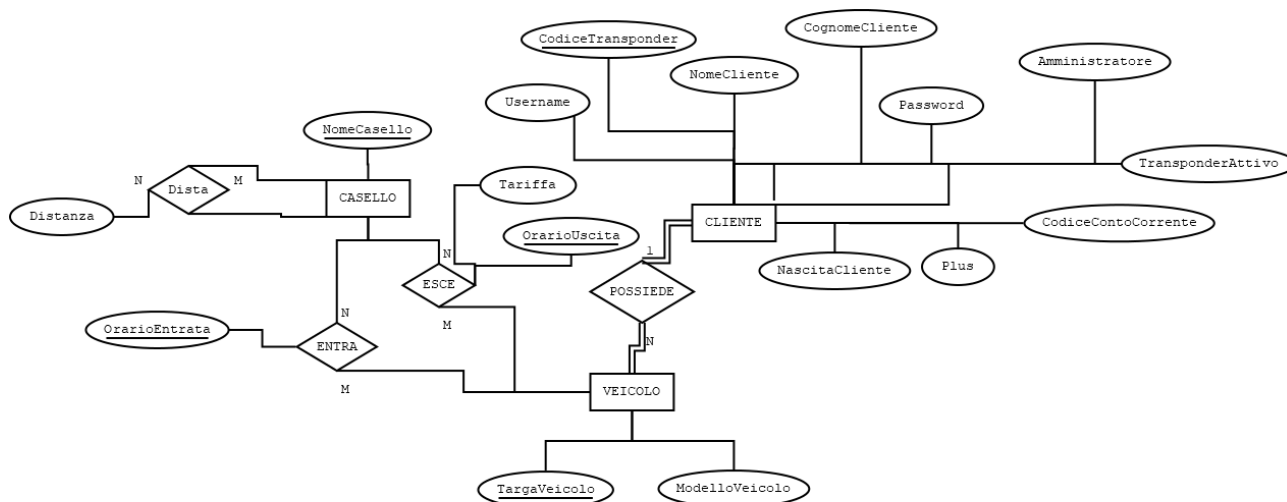 CognomeCliente
CodiceTransponder
Amministratore
NomeCliente
Username
Password
NomeCasello
TransponderAttivo
N
M
Dista
Tariffa
CASELLO
Distanza
CLIENTE
CodiceContoCorrente
OrarioUscita
N
1
NascitaCliente
Plus
ESCE
POSSIEDE
N
M
OrarioEntrata
N
ENTRA
M
VEICOLO
TargaVeicolo
ModelloVeicolo